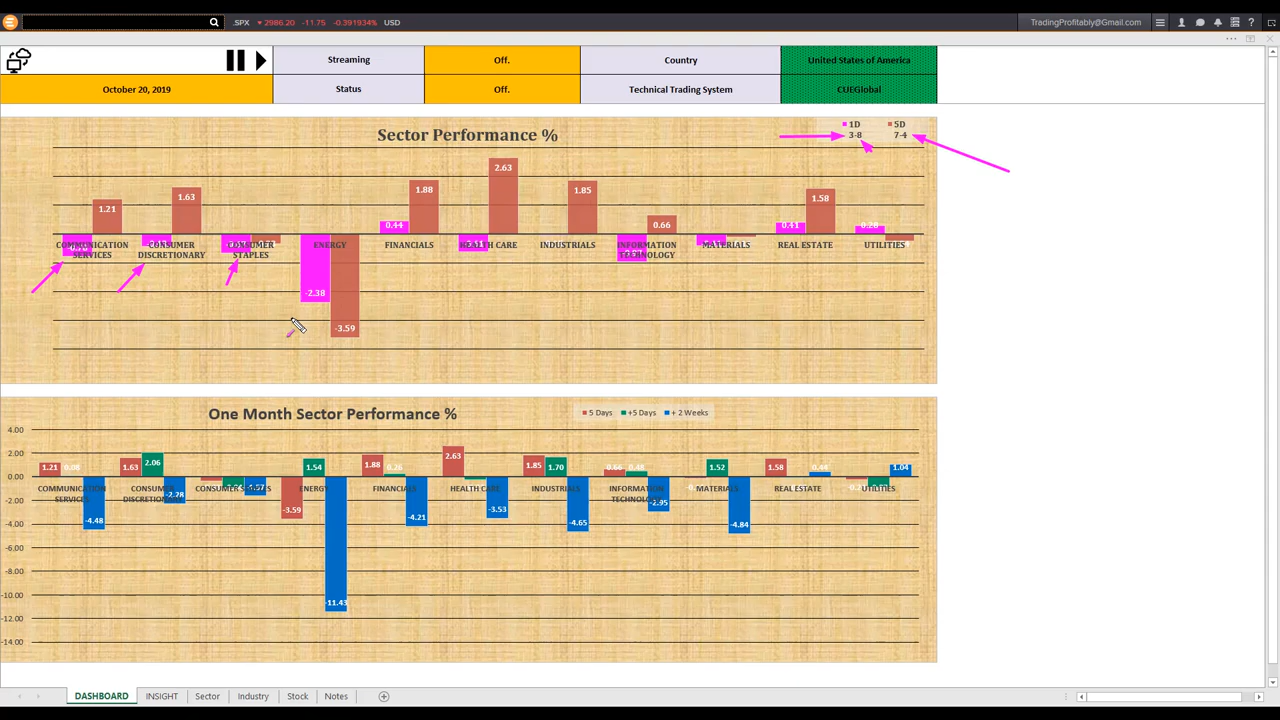 .SPX 2986.20 -11.75 -0.391934% USD TradingProfitably@Gmail.com
Streaming Off. Country United States of America
October 20, 2019 Status Off. Technical Trading System CUEGlobal
Sector Performance %
1D 5D
3-8 7-4
1.21 1.63 0.44 1.88 2.63 1.85 0.66 0.41 1.58 0.28
COMMUNICATION SERVICES
CONSUMER DISCRETIONARY
CONSUMER STAPLES
ENERGY
FINANCIALS
HEALTH CARE
INDUSTRIALS
INFORMATION TECHNOLOGY
MATERIALS
REAL ESTATE
UTILITIES
-2.38 -3.59
One Month Sector Performance %
5 Days +5 Days + 2 Weeks
4.00
2.00
0.00
-2.00
-4.00
-6.00
-8.00
-10.00
-12.00
-14.00
1.21 0.08 1.63 2.06 1.54 1.88 0.26 2.63 1.85 1.70 0.66 0.48 1.52 1.58 0.44 1.04
COMMUNICATION SERVICES
CONSUMER DISCRETIONARY
CONSUMER STAPLES
ENERGY
FINANCIALS
HEALTH CARE
INDUSTRIALS
INFORMATION TECHNOLOGY
MATERIALS
REAL ESTATE
UTILITIES
-4.48 -2.28 -3.59 -11.43 -4.21 -3.53 -4.65 -2.95 -4.84
DASHBOARD INSIGHT Sector Industry Stock Notes